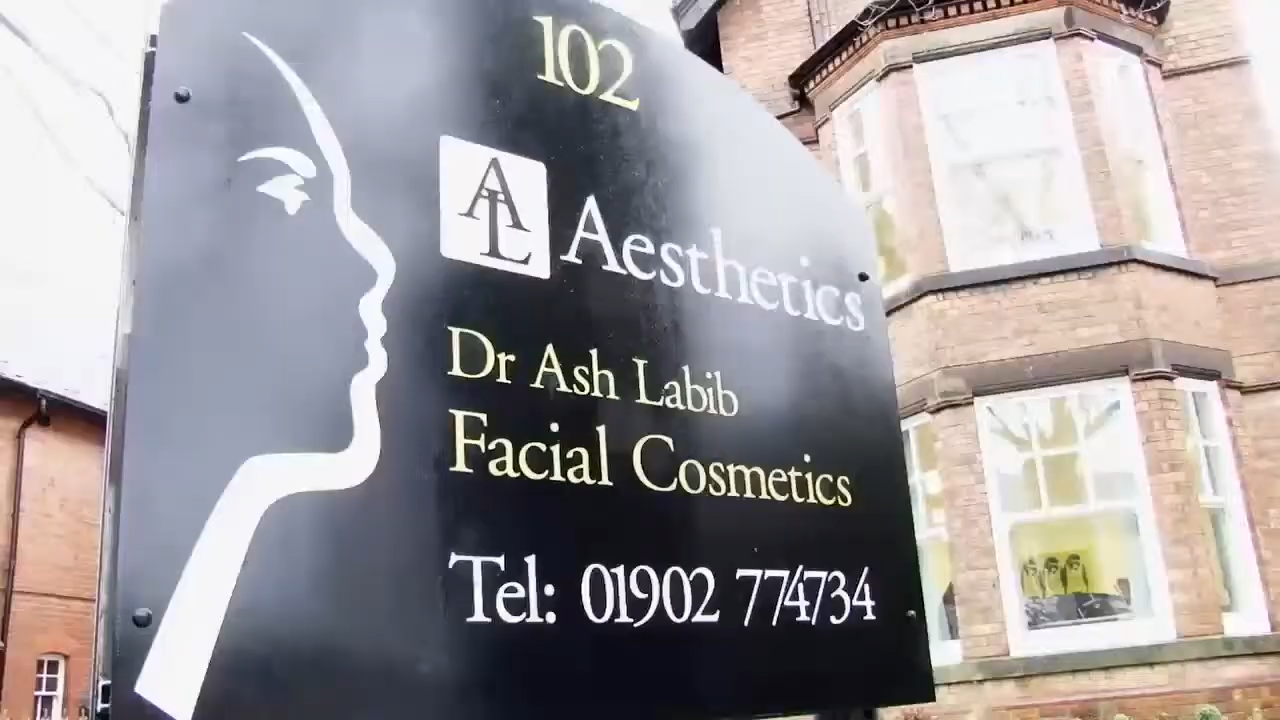 102
AL Aesthetics
Dr Ash Labib
Facial Cosmetics
Tel: 01902 774734